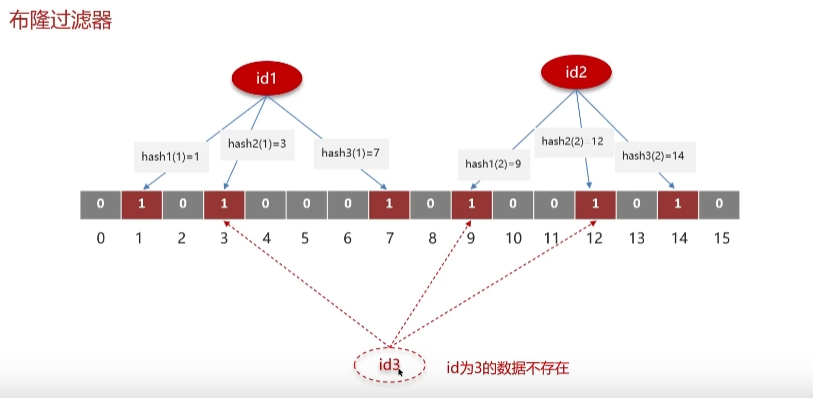 布隆过滤器
id1
id2
hash1(1)=1
hash2(1)=3
hash3(1)=7
hash1(2)=9
hash2(2)=12
hash3(2)=14
0 1 0 1 0 0 0 1 0 1 0 0 1 0 1 0
0 1 2 3 4 5 6 7 8 9 10 11 12 13 14 15
id3
id为3的数据不存在